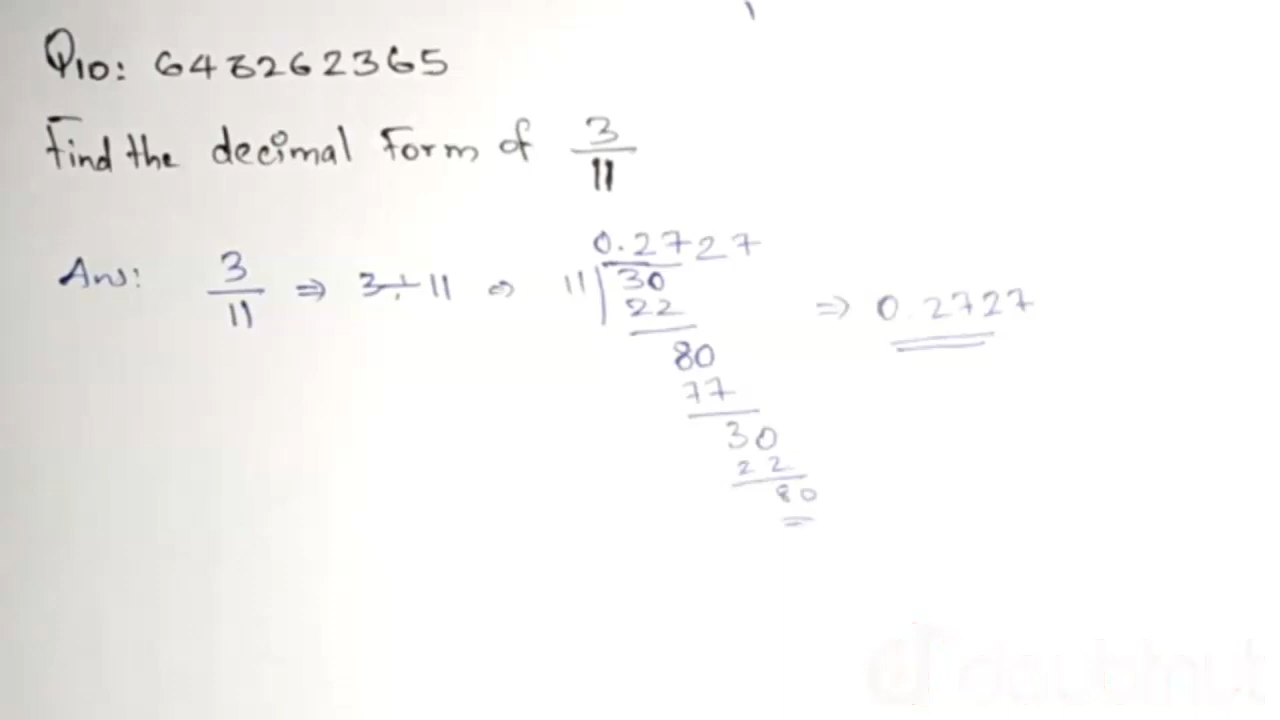 Q10: 648262365
Find the decimal Form of 3/11
Ans: 3/11 ⇒ 3÷11 ⇒ 11 0.2727 ⇒ 0.2727
30
22
80
77
30
22
80
doubtnut